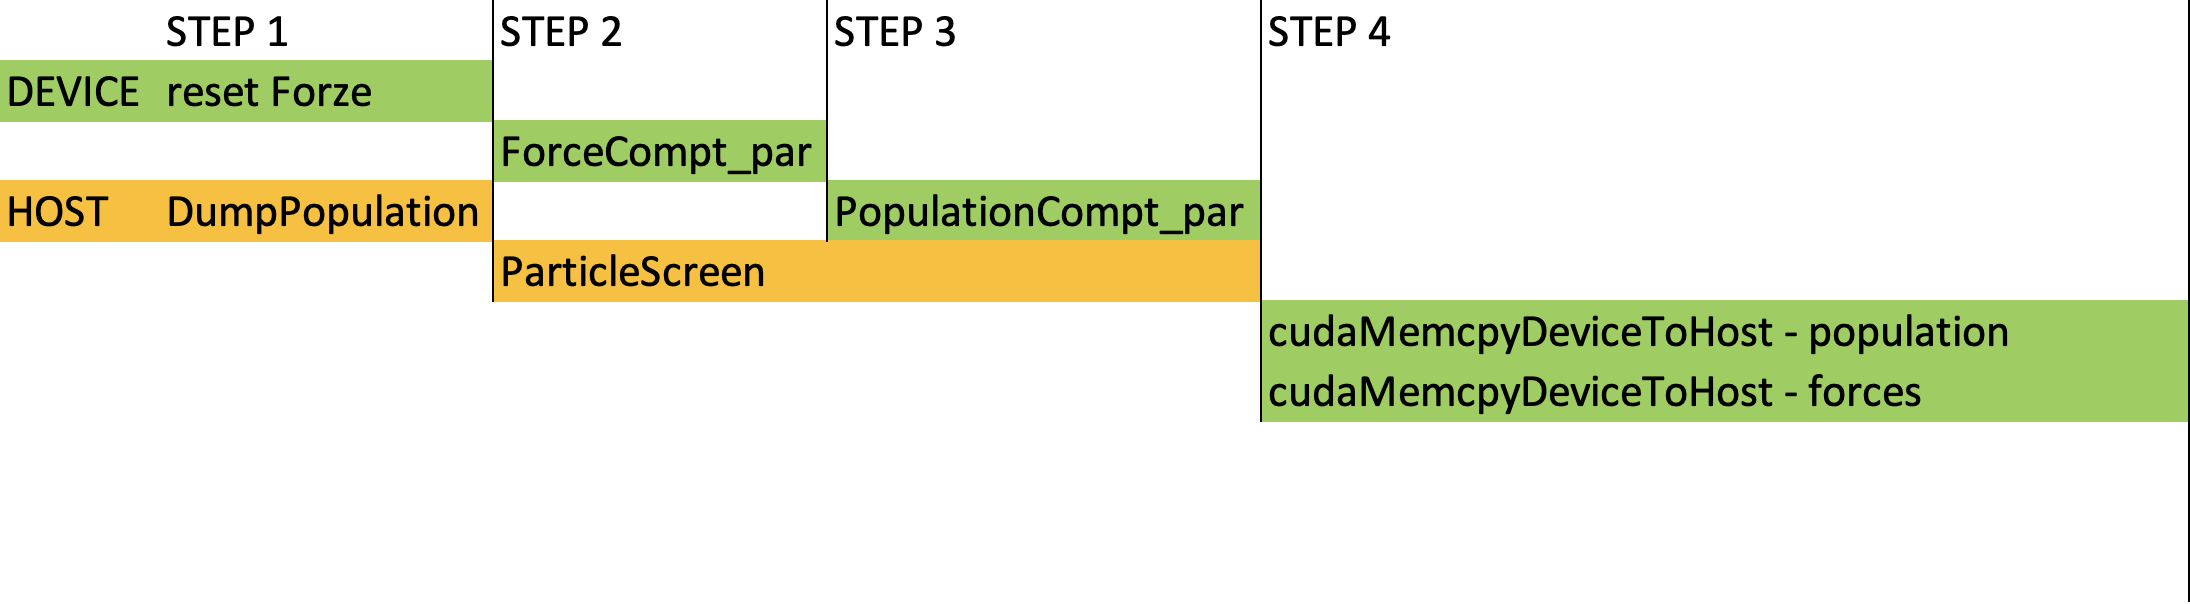 STEP 1 STEP 2 STEP 3 STEP 4
DEVICE reset Forze
ForceCompt_par
HOST DumpPopulation PopulationCompt_par
ParticleScreen
cudaMemcpyDeviceToHost - population
cudaMemcpyDeviceToHost - forces